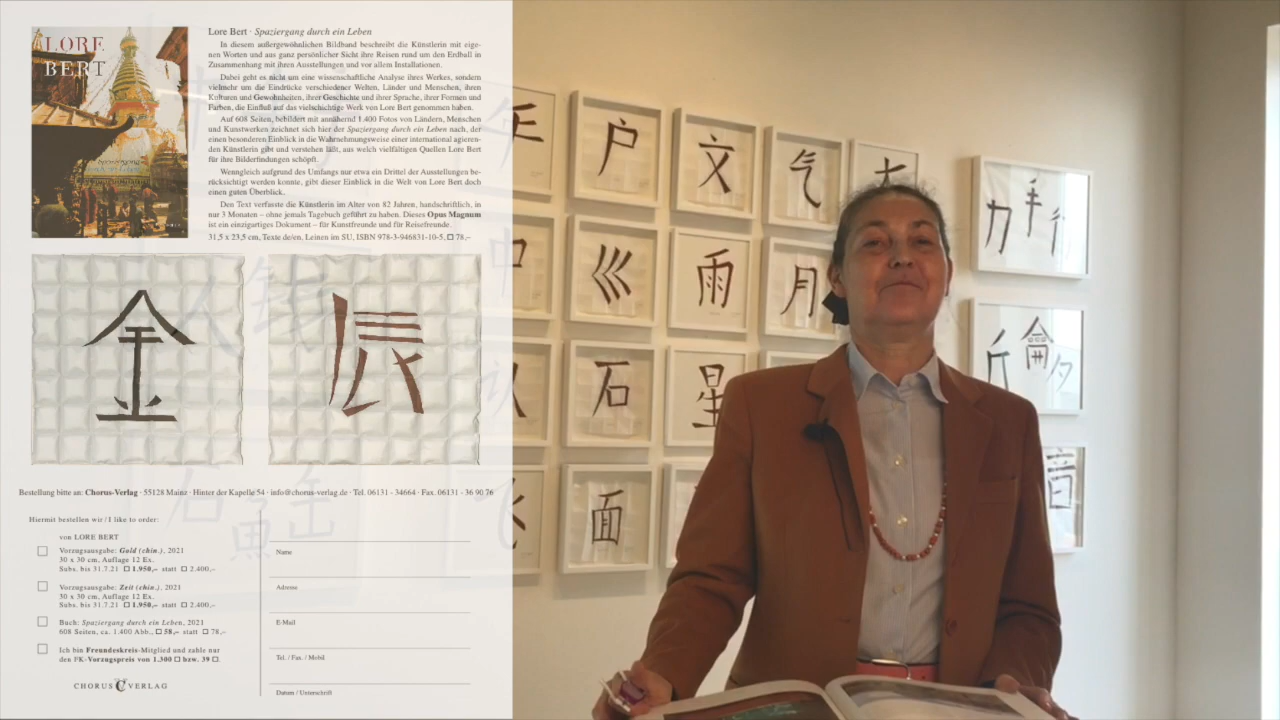 LORE
BERT
Lore Bert · Spaziergang durch ein Leben
In diesem außergewöhnlichen Bildband beschreibt die Künstlerin mit eige-
nen Worten und aus ganz persönlicher Sicht ihre Reisen rund um den Erdball in
Zusammenhang mit ihren Ausstellungen und vor allem Installationen.
Dabei geht es nicht um eine wissenschaftliche Analyse ihres Werkes, sondern
vielmehr um die Eindrücke verschiedener Welten, Länder und Menschen, ihren
Kulturen und Gewohnheiten, ihrer Geschichte und ihrer Sprache, ihrer Formen und
Farben, die Einfluß auf das vielschichtige Werk von Lore Bert genommen haben.
Auf 608 Seiten, bebildert mit annähernd 1.400 Fotos von Ländern, Menschen
und Kunstwerken zeichnet sich hier der Spaziergang durch ein Leben nach, der
einen besonderen Einblick in die Wahrnehmungsweise einer international agieren-
den Künstlerin gibt und verstehen läßt, aus welch vielfältigen Quellen Lore Bert
für ihre Bilderfindungen schöpft.
Wenngleich aufgrund des Umfangs nur etwa ein Drittel der Ausstellungen be-
rücksichtigt werden konnte, gibt dieser Einblick in die Welt von Lore Bert doch
einen guten Überblick.
Den Text verfasste die Künstlerin im Alter von 82 Jahren, handschriftlich, in
nur 3 Monaten – ohne jemals Tagebuch geführt zu haben. Dieses Opus Magnum
ist ein einzigartiges Dokument – für Kunstfreunde und für Reisefreunde.
31,5 x 23,5 cm, Texte de/en, Leinen im SU, ISBN 978-3-946831-10-5, ☐ 78,–
金 辰
Bestellung bitte an: Chorus-Verlag · 55128 Mainz · Hinter der Kapelle 54 · info@chorus-verlag.de · Tel. 06131 - 34664 · Fax. 06131 - 36 90 76
Hiermit bestellen wir / I like to order:
von LORE BERT
Vorzugsausgabe: Gold (chin.), 2021
30 x 30 cm, Auflage 12 Ex.
Subs. bis 31.7.21 ☐ 1.950,– statt ☐ 2.400,–
Vorzugsausgabe: Zeit (chin.), 2021
30 x 30 cm, Auflage 12 Ex.
Subs. bis 31.7.21 ☐ 1.950,– statt ☐ 2.400,–
Buch: Spaziergang durch ein Leben, 2021
608 Seiten, ca. 1.400 Abb., ☐ 58,– statt ☐ 78,–
Ich bin Freundeskreis-Mitglied und zahle nur
den FK-Vorzugspreis von 1.300 ☐ bzw. 39 ☐.
CHORUS VERLAG
Name
Adresse
E-Mail
Tel. / Fax. / Mobil
Datum / Unterschrift
户 文 气
巛 雨 月
石 星
面
力 手
龠 夕
音